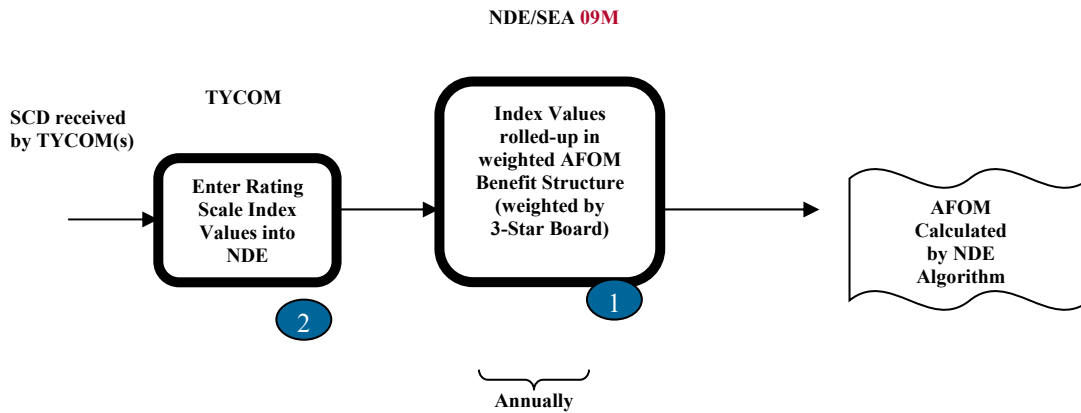 NDE/SEA 09M
TYCOM
SCD received
by TYCOM(s)
Enter Rating
Scale Index
Values into
NDE
2
Index Values
rolled-up in
weighted AFOM
Benefit Structure
(weighted by
3-Star Board)
1
AFOM
Calculated
by NDE
Algorithm
Annually